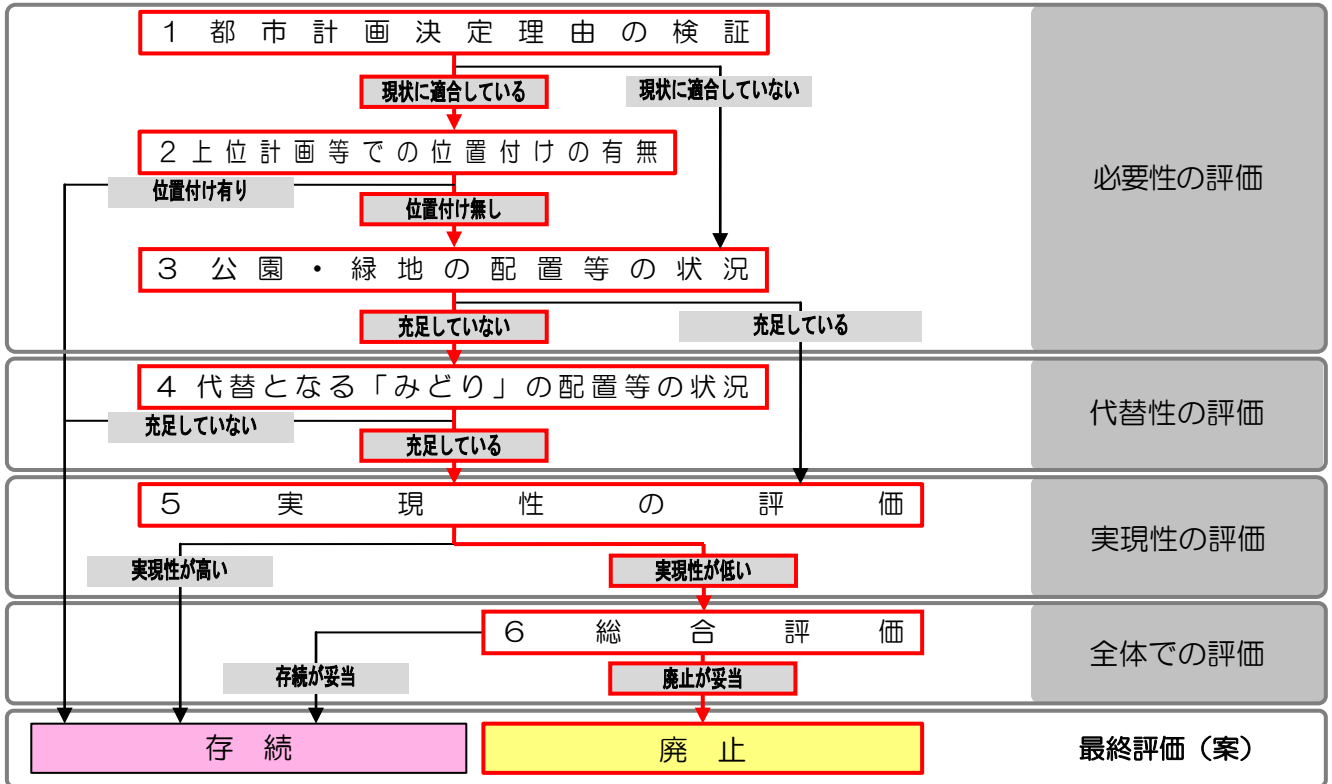 1 都市計画決定理由の検証
現状に適合している
現状に適合していない
2 上位計画等での位置付けの有無
必要性の評価
位置付け有り
位置付け無し
3 公園・緑地の配置等の状況
充足していない
充足している
4 代替となる「みどり」の配置等の状況
代替性の評価
充足していない
充足している
5 実現性の評価
実現性の評価
実現性が高い
実現性が低い
6 総合評価
全体での評価
存続が妥当
廃止が妥当
存続
廃止
最終評価（案）